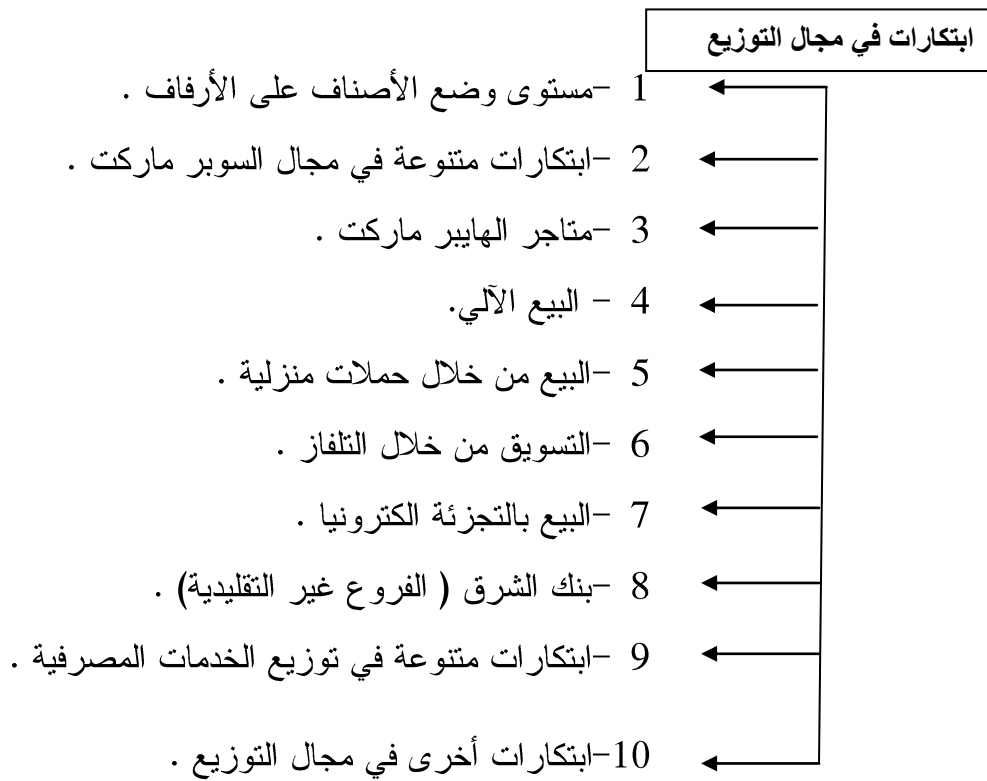 ابتكارات في مجال التوزيع
1 -مستوى وضع الأصناف على الأرفاف .
2 -ابتكارات متنوعة في مجال السوبر ماركت .
3 -متاجر الهايبر ماركت .
4 - البيع الآلي.
5 -البيع من خلال حملات منزلية .
6 -التسويق من خلال التلفاز .
7 -البيع بالتجزئة الكترونيا .
8 -بنك الشرق ( الفروع غير التقليدية) .
9 -ابتكارات متنوعة في توزيع الخدمات المصرفية .
10-ابتكارات أخرى في مجال التوزيع .